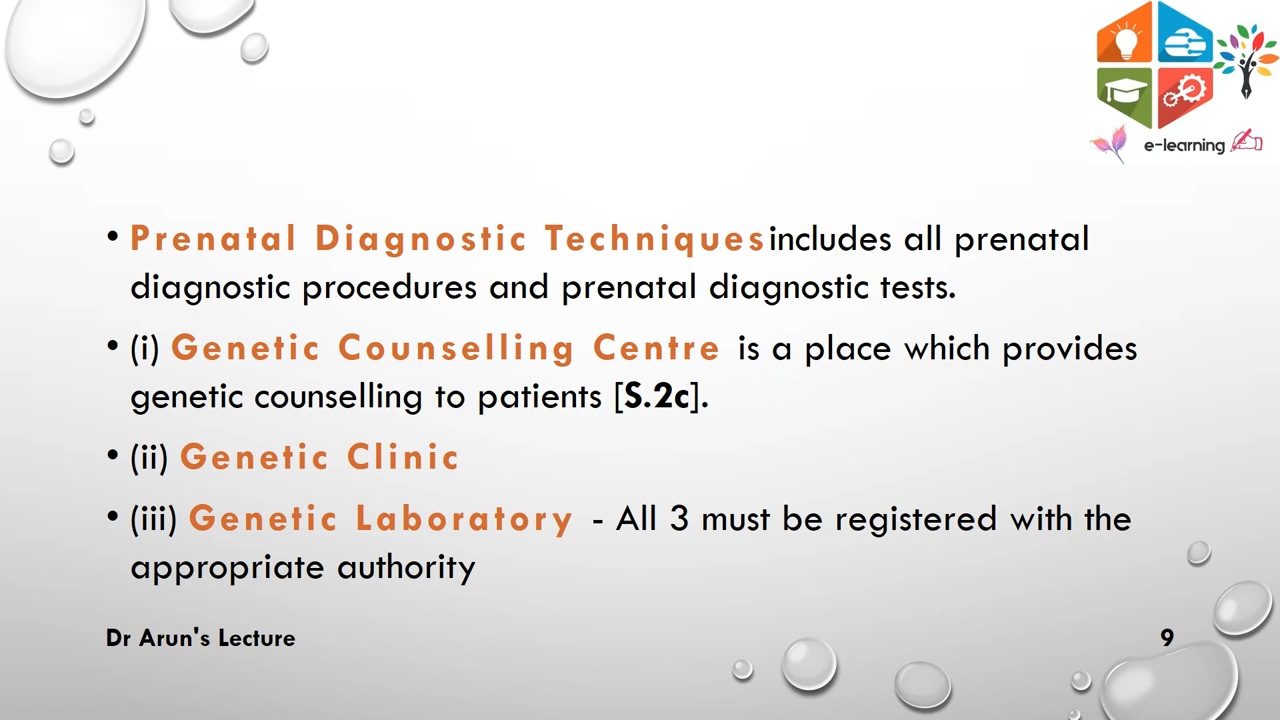 e-learning
• Prenatal Diagnostic Techniques includes all prenatal
diagnostic procedures and prenatal diagnostic tests.
• (i) Genetic Counselling Centre is a place which provides
genetic counselling to patients [S.2c].
• (ii) Genetic Clinic
• (iii) Genetic Laboratory - All 3 must be registered with the
appropriate authority
Dr Arun's Lecture
9